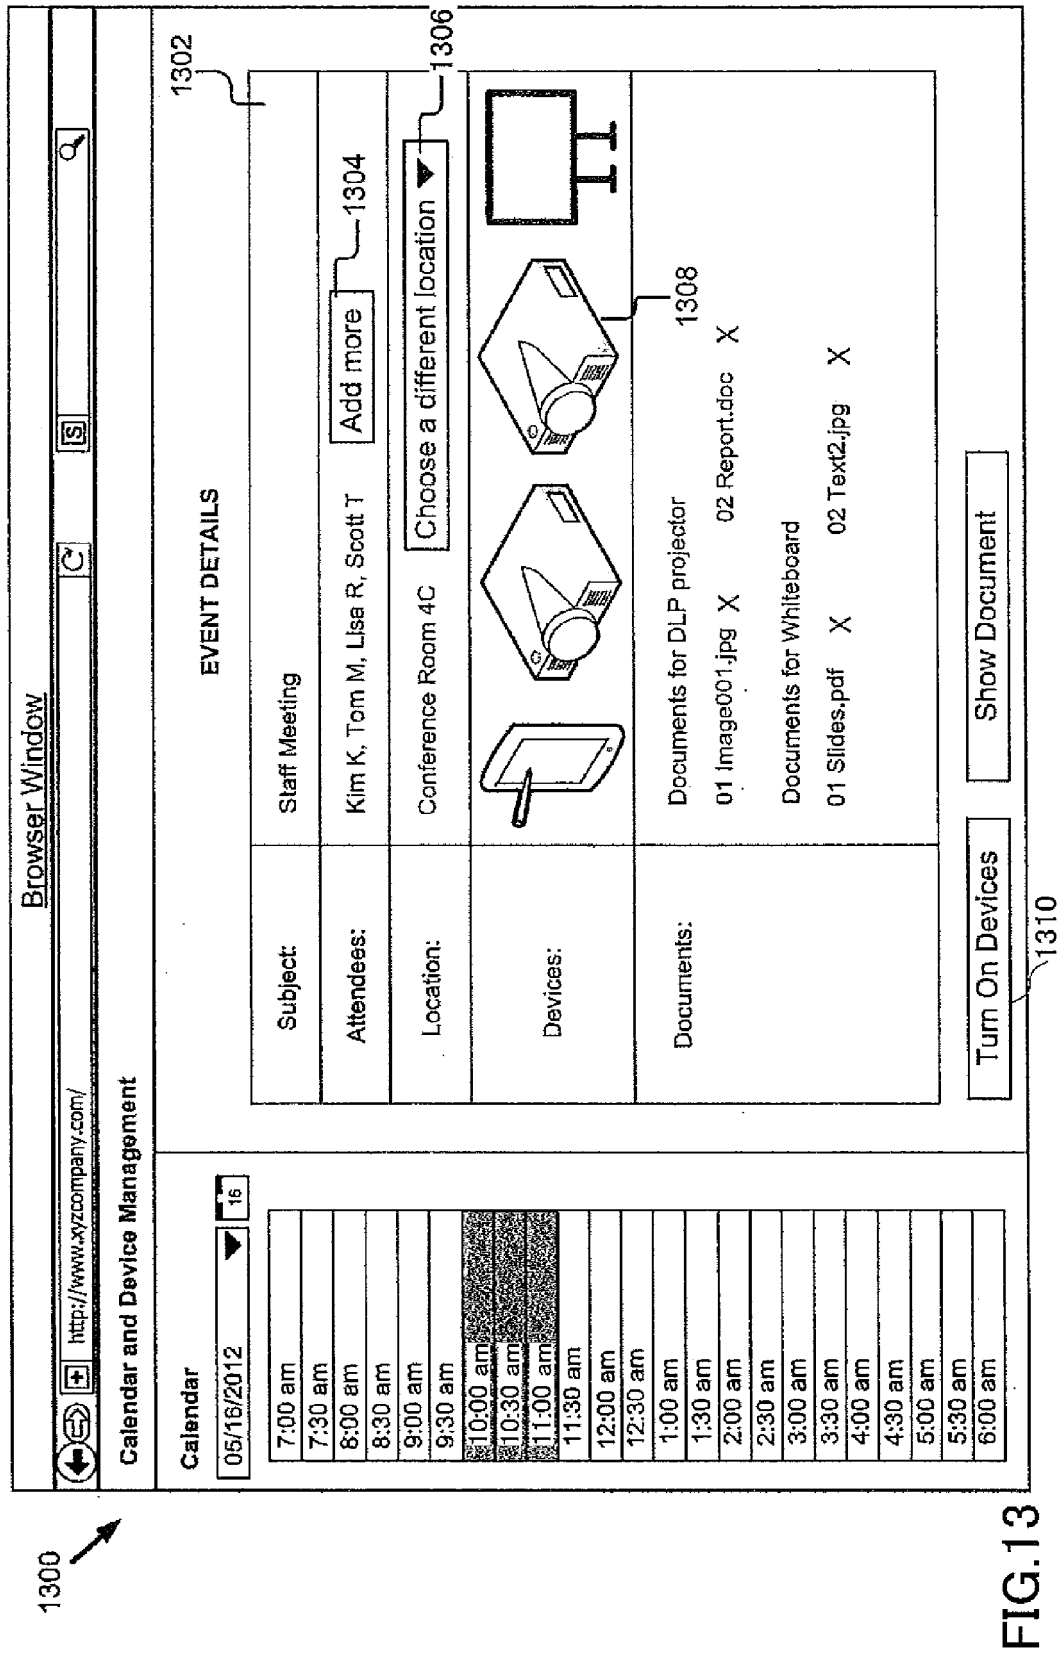 1300
Browser Window
http://www.xyzcompany.com/
S
Calendar and Device Management
Calendar
05/16/2012
16
7:00 am
7:30 am
8:00 am
8:30 am
9:00 am
9:30 am
10:00 am
10:30 am
11:00 am
11:30 am
12:00 am
12:30 am
1:00 am
1:30 am
2:00 am
2:30 am
3:00 am
3:30 am
4:00 am
4:30 am
5:00 am
5:30 am
6:00 am
EVENT DETAILS
1302
Subject: Staff Meeting
Attendees: Kim K, Tom M, Lisa R, Scott T Add more
1304
Location: Conference Room 4C Choose a different location
1306
Devices:
1308
Documents: Documents for DLP projector
01 Image001.jpg X 02 Report.doc X
Documents for Whiteboard
01 Slides.pdf X 02 Text2.jpg X
Turn On Devices Show Document
1310
FIG.13